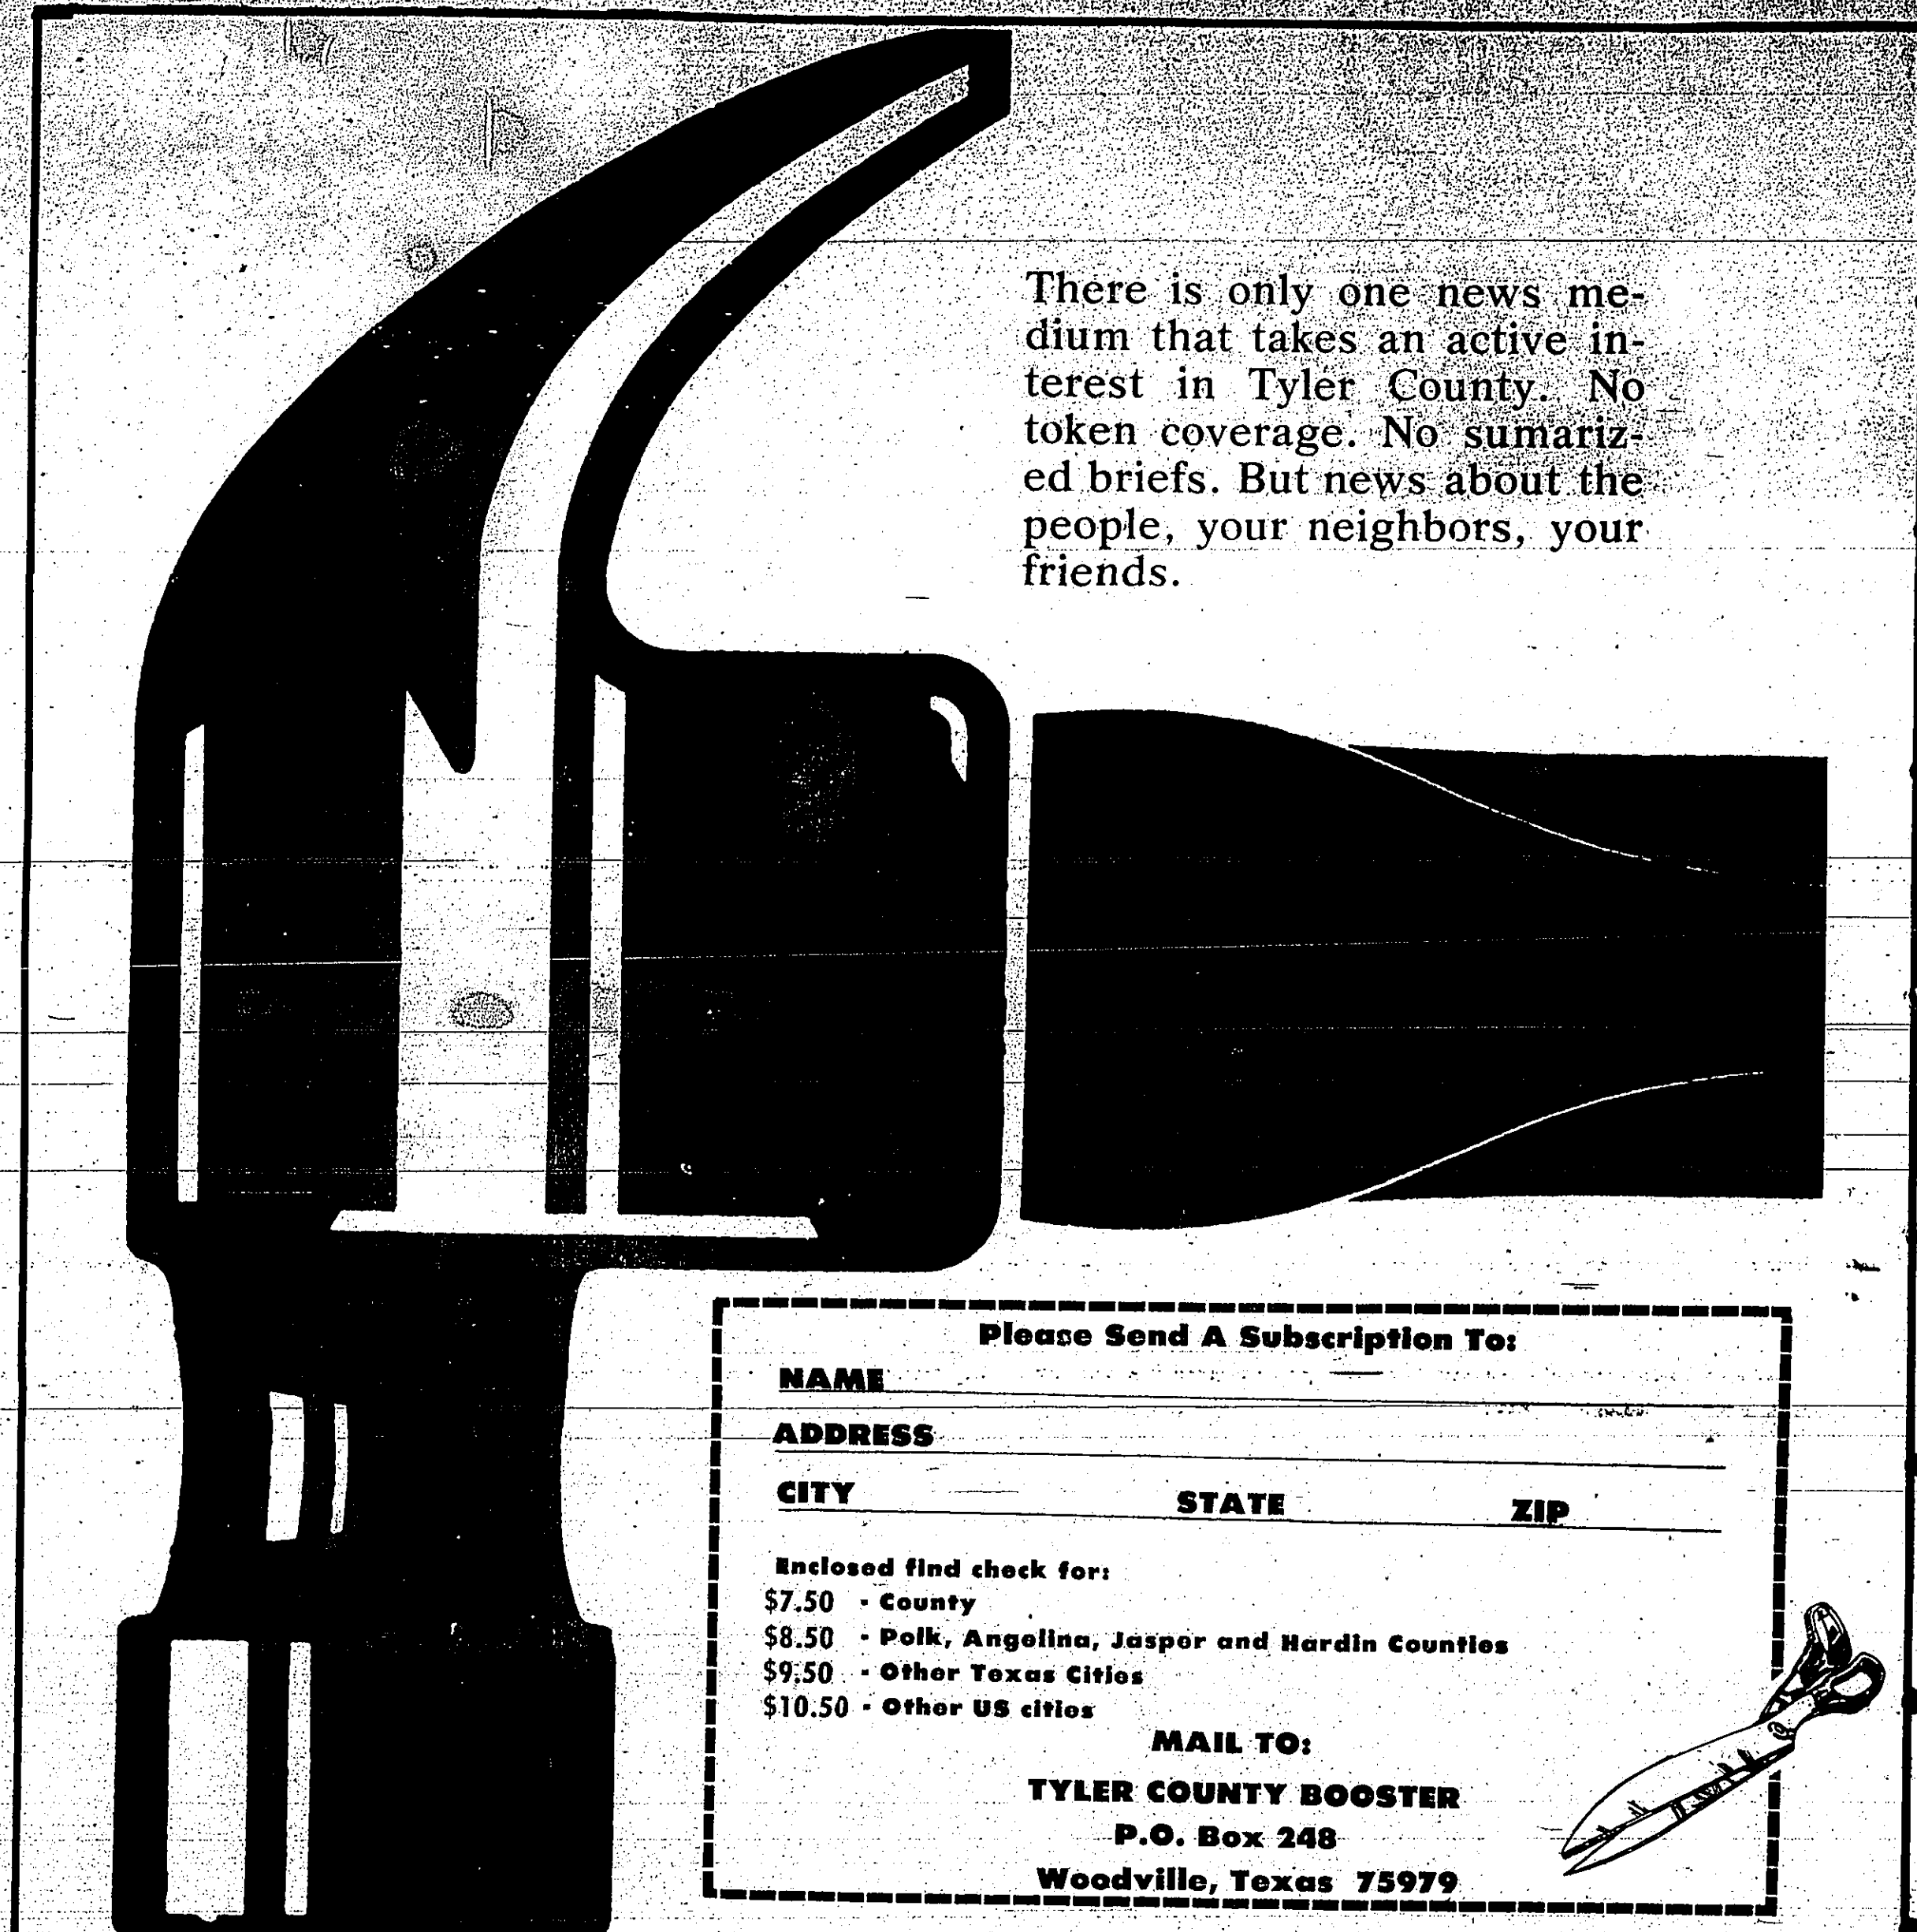 There is only one news me-
dium that takes an active in-
terest in Tyler County. No
token coverage. No sumariz-
ed briefs. But news about the
people, your neighbors, your
friends.
Please Send A Subscription To:
NAME
ADDRESS
CITY STATE ZIP
Enclosed find check for:
$7.50 - County
$8.50 - Polk, Angelina, Jasper and Hardin Counties
$9.50 - Other Texas Cities
$10.50 - Other US cities
MAIL TO:
TYLER COUNTY BOOSTER
P.O. Box 248
Woodville, Texas 75979